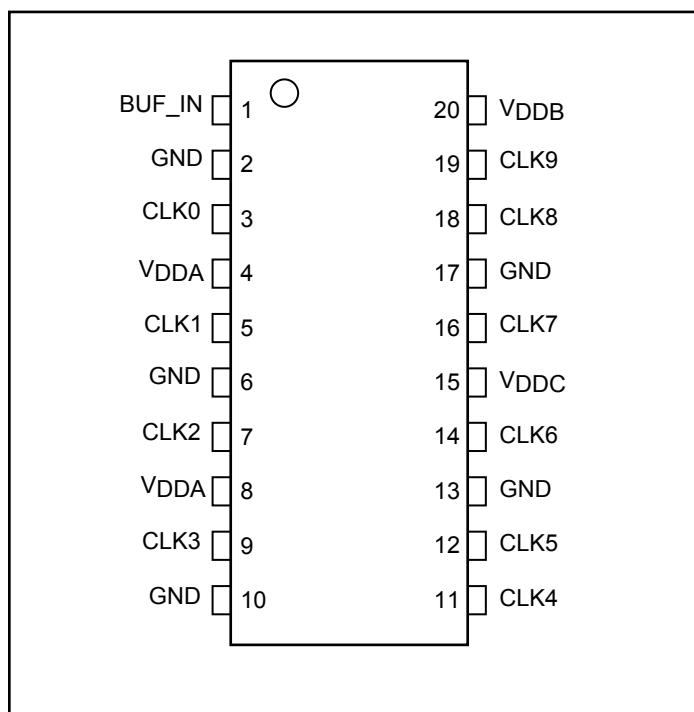 BUF_IN 1 20 VDDB
GND 2 19 CLK9
CLK0 3 18 CLK8
VDDA 4 17 GND
CLK1 5 16 CLK7
GND 6 15 VDDC
CLK2 7 14 CLK6
VDDA 8 13 GND
CLK3 9 12 CLK5
GND 10 11 CLK4